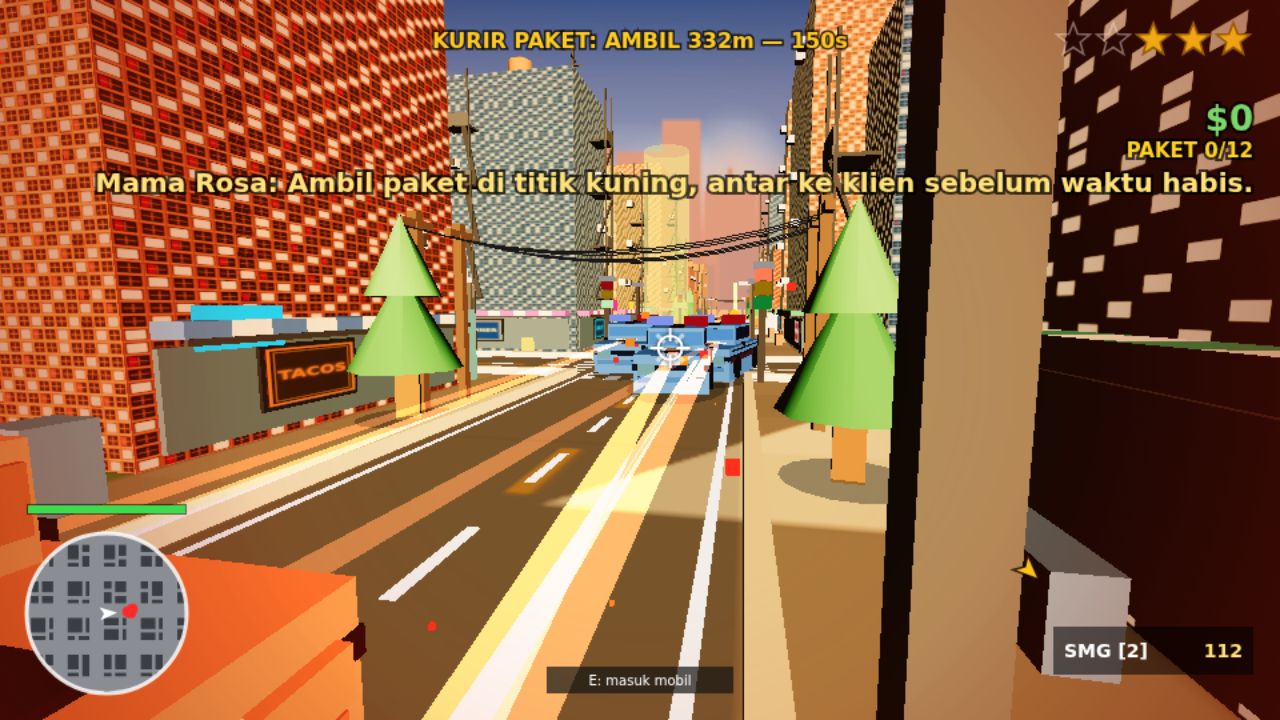 KURIR PAKET: AMBIL 332m — 150s
$0
PAKET 0/12
Mama Rosa: Ambil paket di titik kuning, antar ke klien sebelum waktu habis.
TACOS
SMG [2] 112
E: masuk mobil